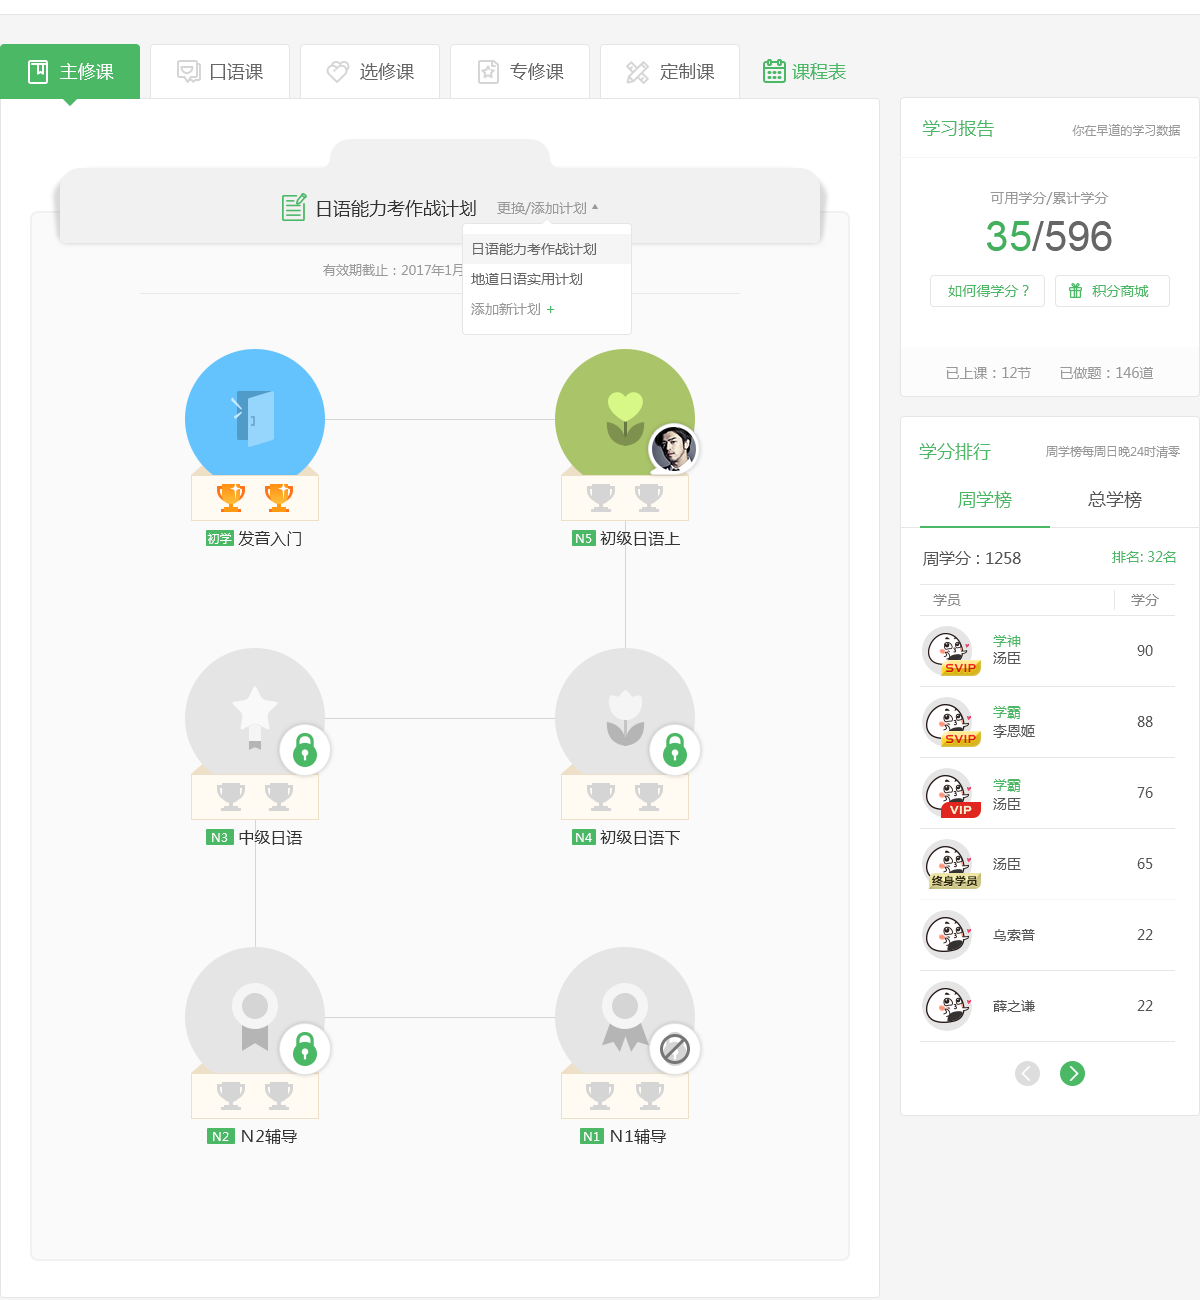 主修课
口语课
选修课
专修课
定制课
课程表
日语能力考作战计划 更换/添加计划
日语能力考作战计划
地道日语实用计划
添加新计划 +
有效期截止：2017年1月
初学 发音入门
N5 初级日语上
N3 中级日语
N4 初级日语下
N2 N2辅导
N1 N1辅导
学习报告 你在早道的学习数据
可用学分/累计学分
35/596
如何得学分？ 积分商城
已上课：12节 已做题：146道
学分排行 周学榜每周日晚24时清零
周学榜 总学榜
周学分：1258 排名: 32名
学员 学分
SVIP
学神
汤臣
90
SVIP
学霸
李恩姬
88
VIP
学霸
汤臣
76
终身学员
汤臣 65
乌索普 22
薛之谦 22